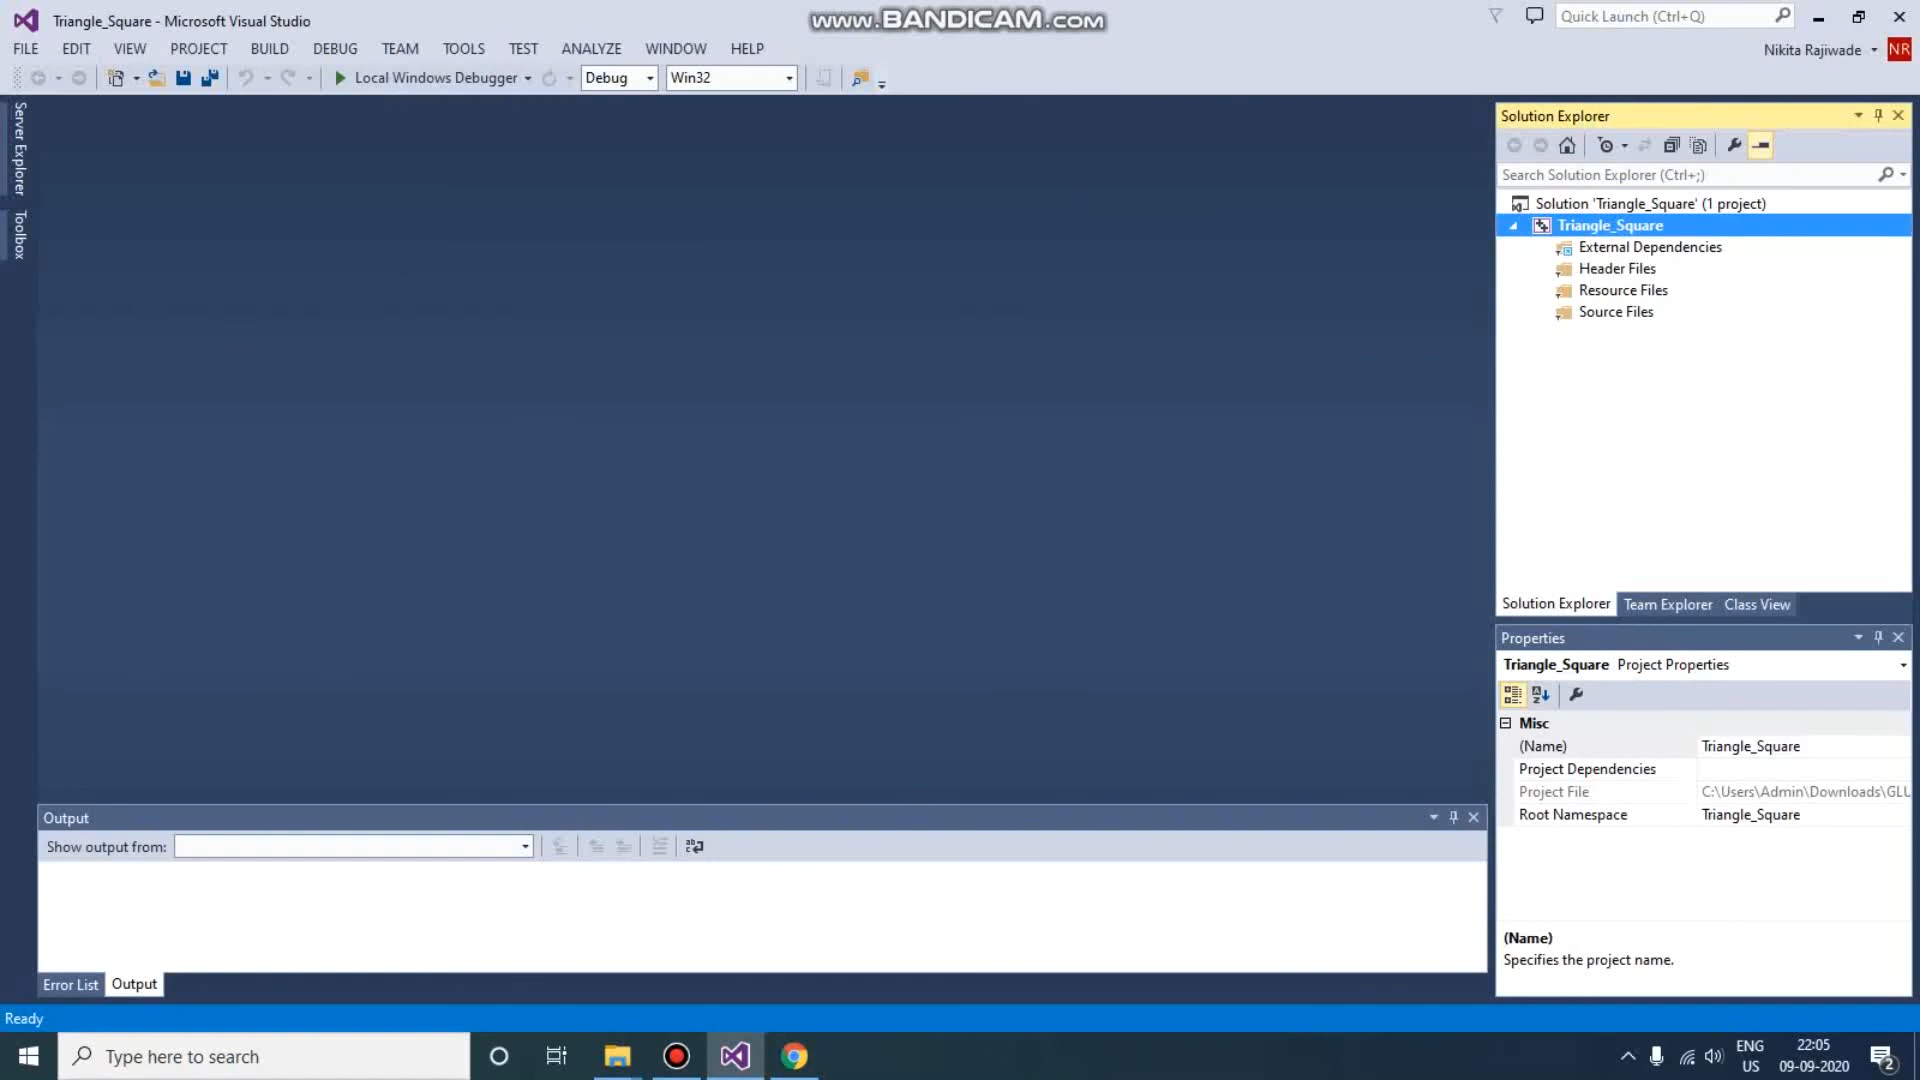 Triangle_Square - Microsoft Visual Studio
www.BANDICAM.com
Quick Launch (Ctrl+Q)
FILE EDIT VIEW PROJECT BUILD DEBUG TEAM TOOLS TEST ANALYZE WINDOW HELP
Nikita Rajiwade NR
Local Windows Debugger Debug Win32
Server Explorer
Toolbox
Solution Explorer
Search Solution Explorer (Ctrl+;)
Solution 'Triangle_Square' (1 project)
Triangle_Square
External Dependencies
Header Files
Resource Files
Source Files
Solution Explorer Team Explorer Class View
Properties
Triangle_Square Project Properties
Misc
(Name) Triangle_Square
Project Dependencies
Project File C:\Users\Admin\Downloads\GLU
Root Namespace Triangle_Square
(Name)
Specifies the project name.
Output
Show output from:
Error List Output
Ready
Type here to search
ENG
US
22:05
09-09-2020
2